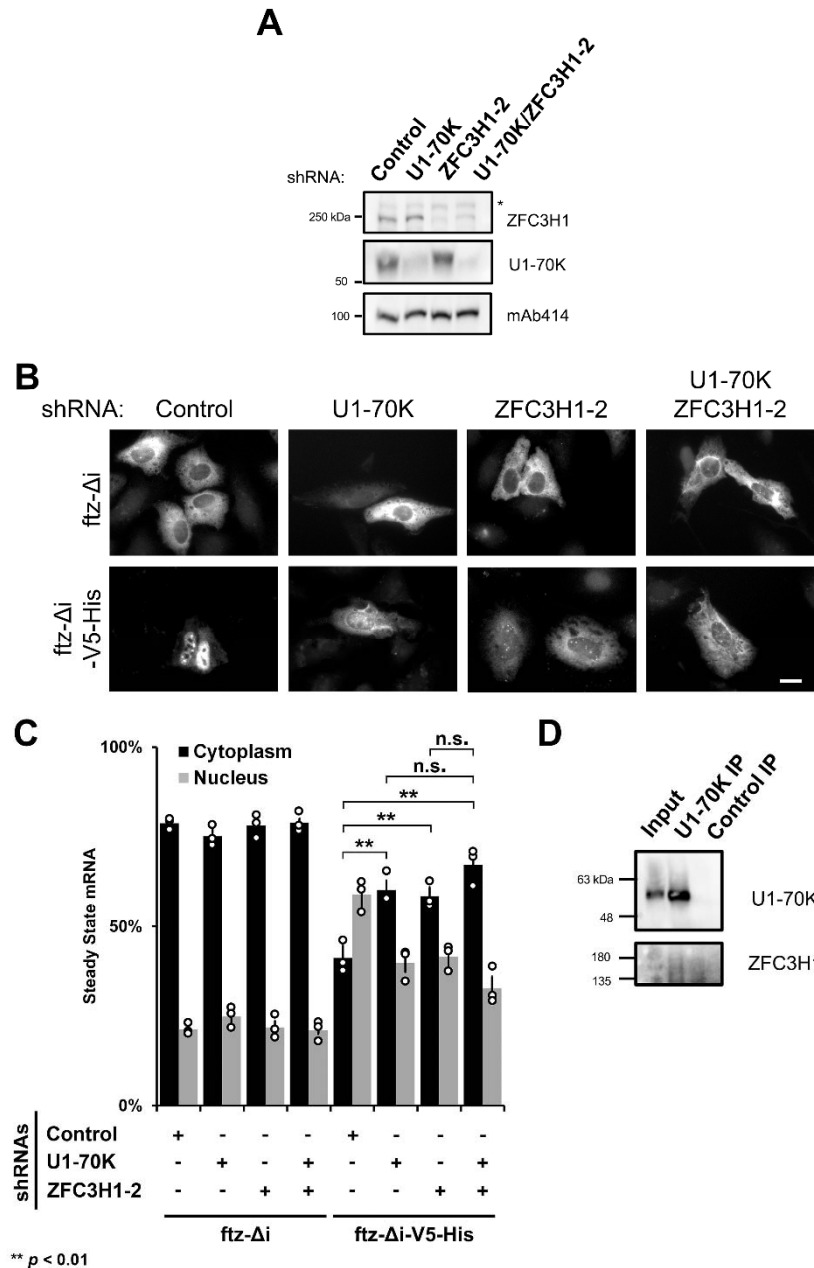 A
shRNA:
Control
U1-70K
ZFC3H1-2
U1-70K/ZFC3H1-2
*
250 kDa
ZFC3H1
U1-70K
50
100
mAb414
B
shRNA:
Control
U1-70K
ZFC3H1-2
U1-70K
ZFC3H1-2
ftz-Δi
ftz-Δi
-V5-His
C
100%
50%
0%
Steady State mRNA
Cytoplasm
Nucleus
n.s.
n.s.
**
**
**
shRNAs
Control + - - - + - - -
U1-70K - + - + - + - +
ZFC3H1-2 - - + + - - + +
ftz-Δi
ftz-Δi-V5-His
** p < 0.01
D
Input
U1-70K IP
Control IP
63 kDa
48
U1-70K
180
135
ZFC3H1